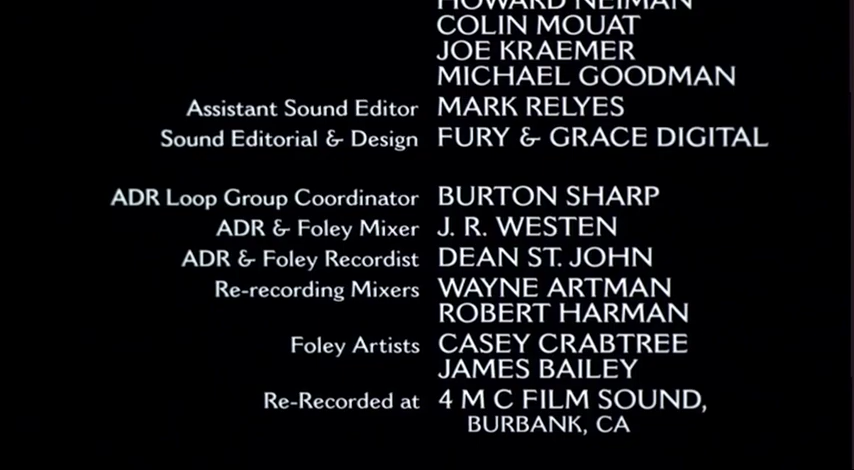 HOWARD NEIMAN
COLIN MOUAT
JOE KRAEMER
MICHAEL GOODMAN
Assistant Sound Editor MARK RELYES
Sound Editorial & Design FURY & GRACE DIGITAL
ADR Loop Group Coordinator BURTON SHARP
ADR & Foley Mixer J. R. WESTEN
ADR & Foley Recordist DEAN ST. JOHN
Re-recording Mixers WAYNE ARTMAN
ROBERT HARMAN
Foley Artists CASEY CRABTREE
JAMES BAILEY
Re-Recorded at 4 M C FILM SOUND,
BURBANK, CA